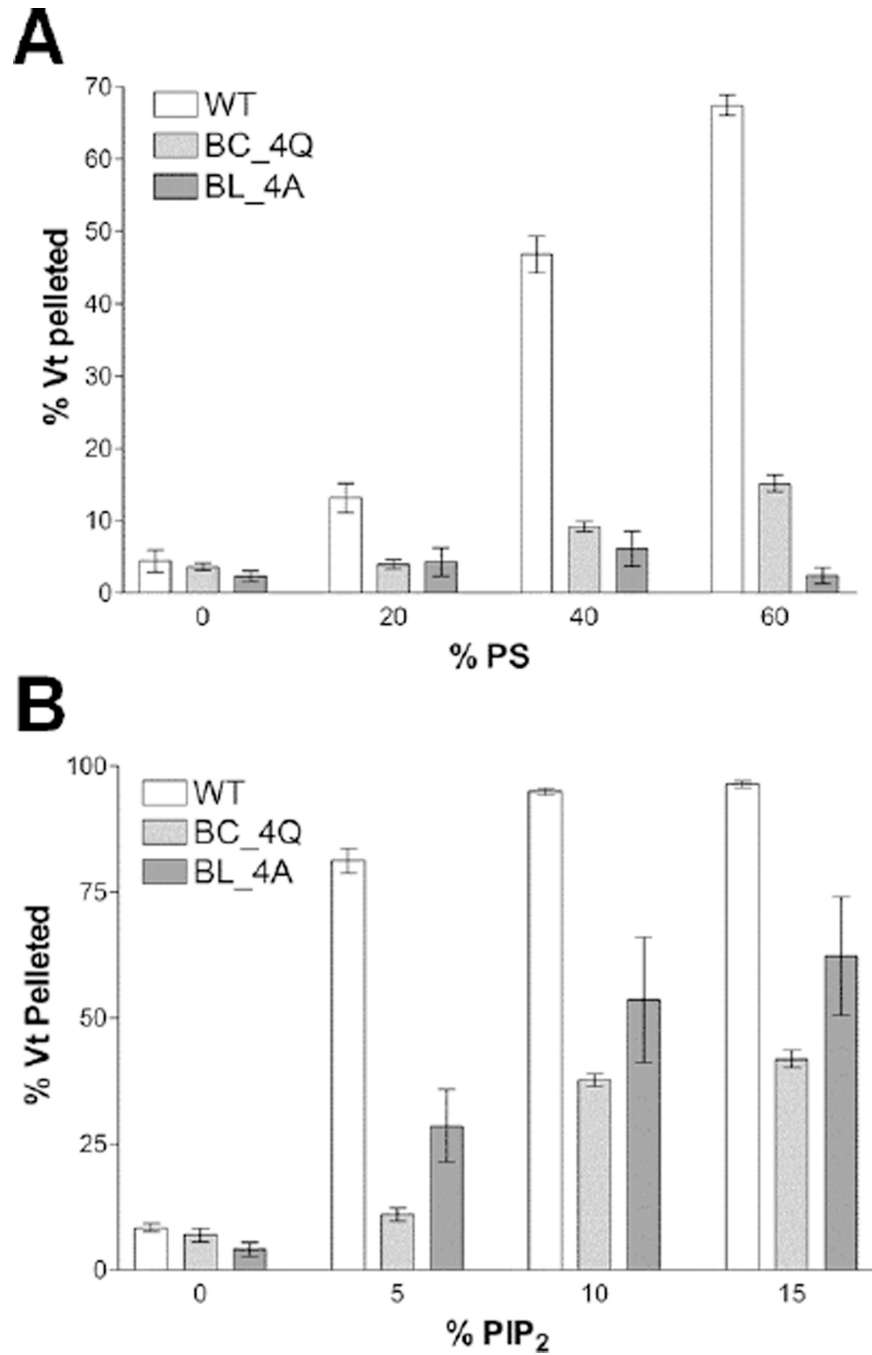 A
70
60
50
40
30
20
10
0
% Vt pelleted
WT
BC_4Q
BL_4A
0 20 40 60
% PS
B
100
75
50
25
0
% Vt Pelleted
WT
BC_4Q
BL_4A
0 5 10 15
% PIP₂